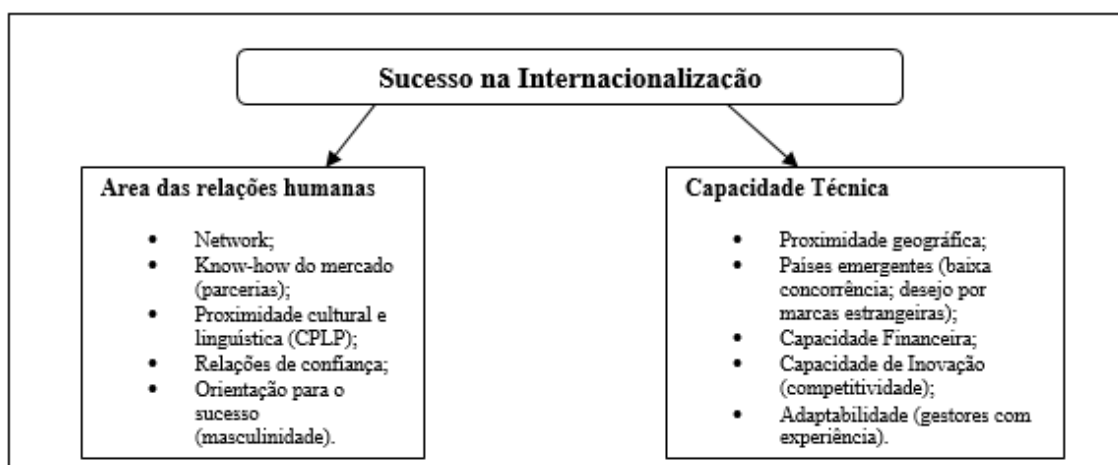 Sucesso na Internacionalização
Area das relações humanas
• Network;
• Know-how do mercado
(parcerias);
• Proximidade cultural e
linguística (CPLP);
• Relações de confiança;
• Orientação para o
sucesso
(masculinidade).
Capacidade Técnica
• Proximidade geográfica;
• Países emergentes (baixa
concorrência; desejo por
marcas estrangeiras);
• Capacidade Financeira;
• Capacidade de Inovação
(competitividade);
• Adaptabilidade (gestores com
experiência).